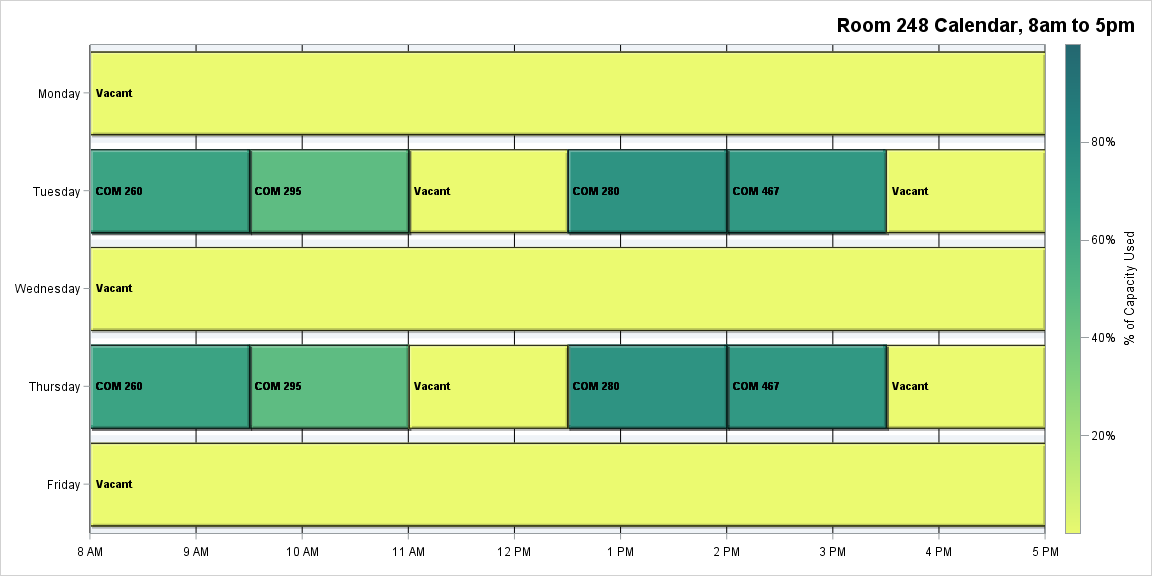 Room 248 Calendar, 8am to 5pm
Monday
Vacant
Tuesday
COM 260
COM 295
Vacant
COM 280
COM 467
Vacant
Wednesday
Vacant
Thursday
COM 260
COM 295
Vacant
COM 280
COM 467
Vacant
Friday
Vacant
8 AM
9 AM
10 AM
11 AM
12 PM
1 PM
2 PM
3 PM
4 PM
5 PM
80%
60%
40%
20%
% of Capacity Used